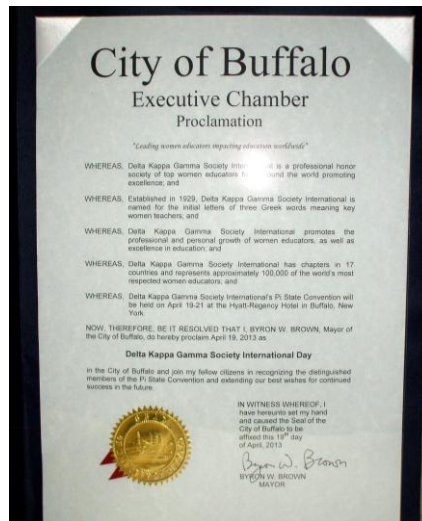 City of Buffalo
Executive Chamber
Proclamation
"Leading women educators impacting education worldwide"
WHEREAS, Delta Kappa Gamma Society is a professional honor
society of top women educators around the world promoting
excellence; and
WHEREAS, Established in 1929, Delta Kappa Gamma Society International is
named for the initial letters of three Greek words meaning key
women teachers; and
WHEREAS, Delta Kappa Gamma Society International promotes the
professional and personal growth of women educators, as well as
excellence in education; and
WHEREAS, Delta Kappa Gamma Society International has chapters in 17
countries and represents approximately 100,000 of the world's most
respected women educators; and
WHEREAS, Delta Kappa Gamma Society International's Pi State Convention will
be held on April 19-21 at the Hyatt-Regency Hotel in Buffalo, New
York.
NOW, THEREFORE, BE IT RESOLVED THAT I, BYRON W. BROWN, Mayor of
the City of Buffalo, do hereby proclaim April 19, 2013 as
Delta Kappa Gamma Society International Day
in the City of Buffalo and join my fellow citizens in recognizing the distinguished
members of the Pi State Convention and extending our best wishes for continued
success in the future.
IN WITNESS WHEREOF, I
have hereunto set my hand
and caused the Seal of the
City of Buffalo to be
affixed this 19th day
of April, 2013
Byron W. Brown
BYRON W. BROWN
MAYOR